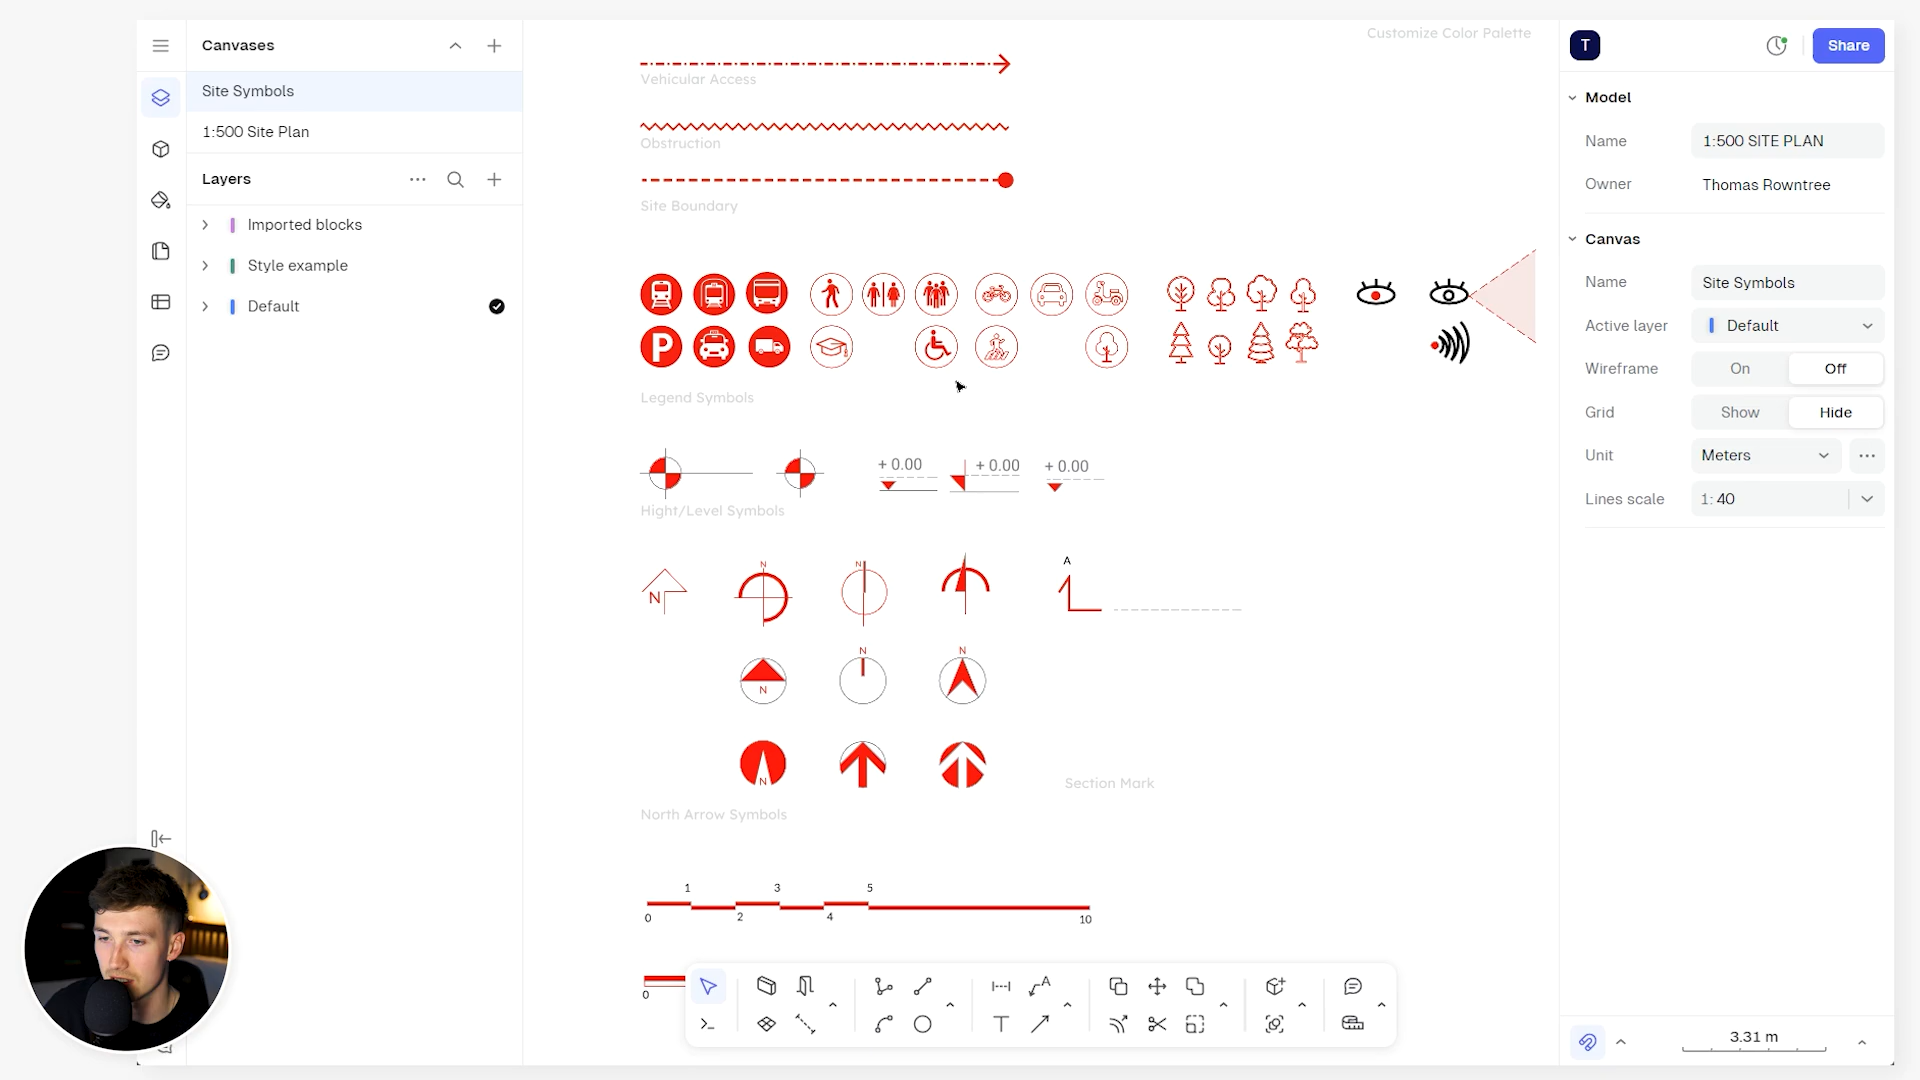 Canvases
Site Symbols
1:500 Site Plan
Layers
Imported blocks
Style example
Default
Customize Color Palette
Vehicular Access
Obstruction
Site Boundary
P
Legend Symbols
+ 0.00
+ 0.00
+ 0.00
Hight/Level Symbols
N
N
N
A
N
N
N
N
Section Mark
North Arrow Symbols
1 3 5
0 2 4 10
0
A
T
T
Share
Model
Name 1:500 SITE PLAN
Owner Thomas Rowntree
Canvas
Name Site Symbols
Active layer Default
Wireframe On Off
Grid Show Hide
Unit Meters
Lines scale 1: 40
3.31 m